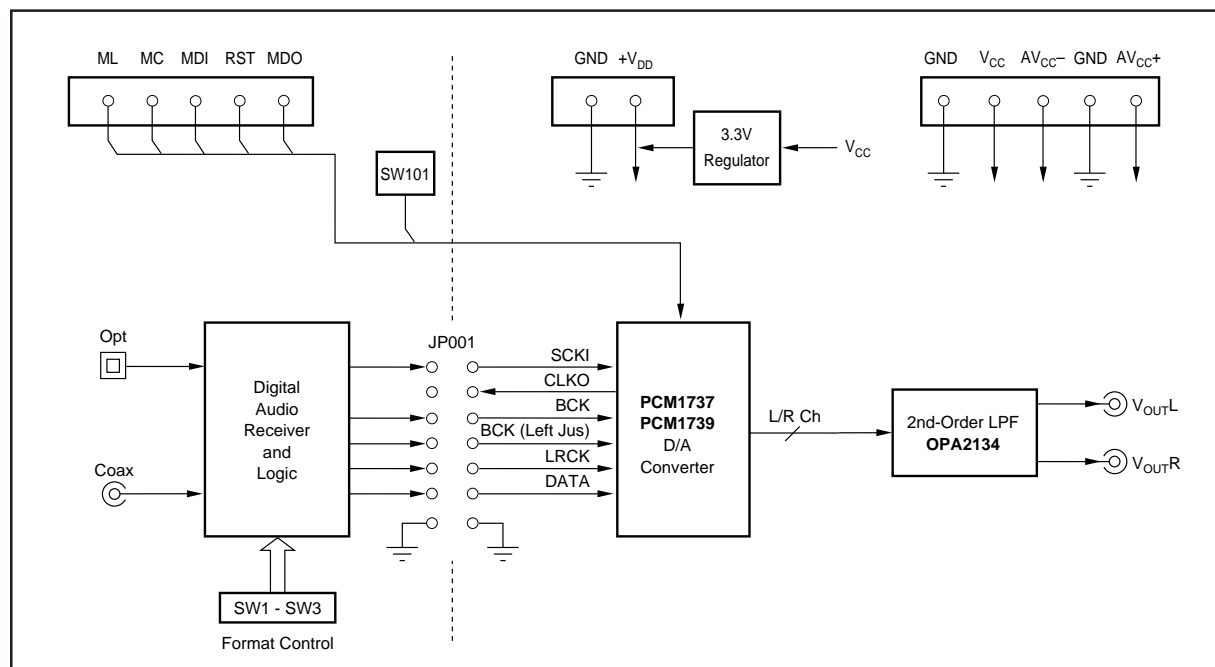 ML MC MDI RST MDO
GND +VDD
GND VCC AVCC– GND AVCC+
3.3V
Regulator
VCC
SW101
Opt
Coax
Digital
Audio
Receiver
and
Logic
SW1 - SW3
Format Control
JP001
SCKI
CLKO
BCK
BCK (Left Jus)
LRCK
DATA
PCM1737
PCM1739
D/A
Converter
L/R Ch
2nd-Order LPF
OPA2134
VOUTL
VOUTR